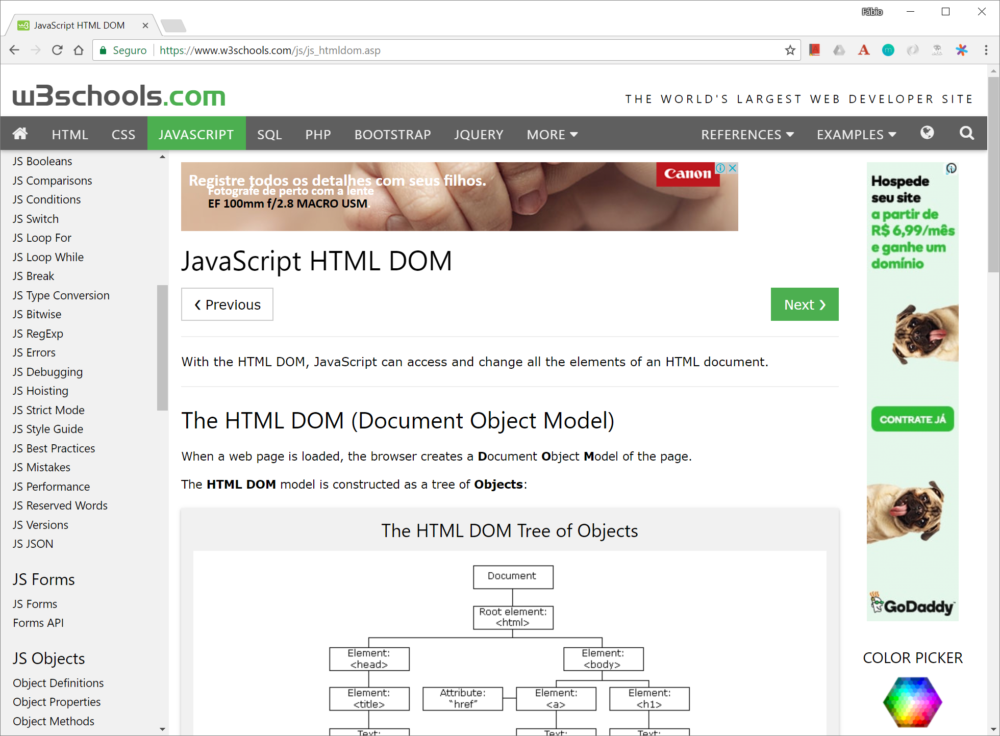 Fábio
JavaScript HTML DOM
Seguro https://www.w3schools.com/js/js_htmldom.asp
w3schools.com
THE WORLD'S LARGEST WEB DEVELOPER SITE
HTML CSS JAVASCRIPT SQL PHP BOOTSTRAP JQUERY MORE REFERENCES EXAMPLES
JS Booleans
JS Comparisons
JS Conditions
JS Switch
JS Loop For
JS Loop While
JS Break
JS Type Conversion
JS Bitwise
JS RegExp
JS Errors
JS Debugging
JS Hoisting
JS Strict Mode
JS Style Guide
JS Best Practices
JS Mistakes
JS Performance
JS Reserved Words
JS Versions
JS JSON
JS Forms
JS Forms
Forms API
JS Objects
Object Definitions
Object Properties
Object Methods
Registre todos os detalhes com seus filhos.
Fotografe de perto com a lente
EF 100mm f/2.8 MACRO USM.
Canon
JavaScript HTML DOM
❮ Previous
Next ❯
With the HTML DOM, JavaScript can access and change all the elements of an HTML document.
The HTML DOM (Document Object Model)
When a web page is loaded, the browser creates a Document Object Model of the page.
The HTML DOM model is constructed as a tree of Objects:
The HTML DOM Tree of Objects
Document
Root element:
<html>
Element:
<head>
Element:
<body>
Element:
<title>
Attribute:
"href"
Element:
<a>
Element:
<h1>
Text:
Text:
Text:
Hospede
seu site
a partir de
R$ 6,99/mês
e ganhe um
domínio
CONTRATE JÁ
GoDaddy
COLOR PICKER